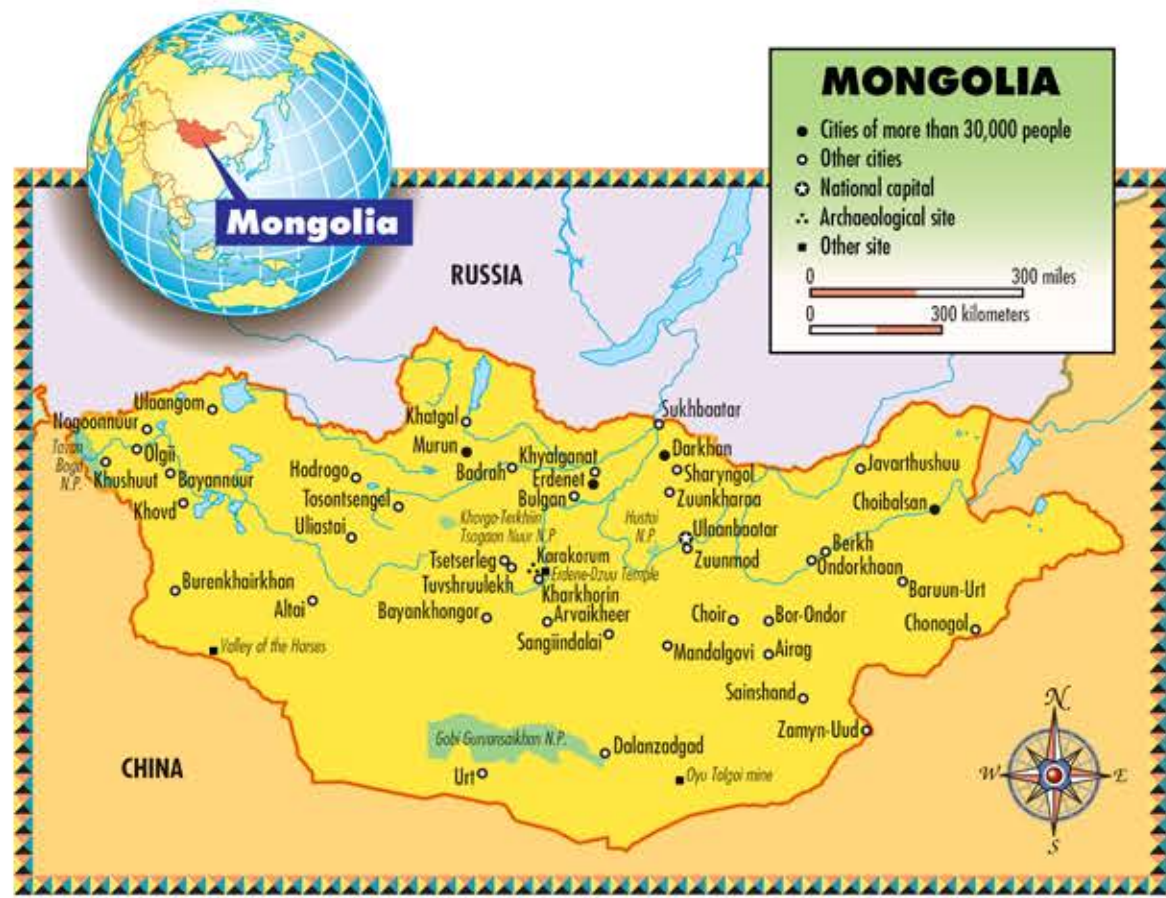 MONGOLIA
Cities of more than 30,000 people
Other cities
National capital
Archaeological site
Other site
0 300 miles
0 300 kilometers
Mongolia
RUSSIA
Ulaangom
Nogoonnuur
Tavan
Bogd
N.P.
Olgii
Khushuut
Bayannuur
Khovd
Khatgal
Murun
Hodrogo
Badrah
Tosontsengel
Uliastai
Khyalganat
Erdenet
Bulgan
Sukhbaatar
Darkhan
Sharyngol
Zuunkharaa
Javarthushuu
Choibalsan
Khorgo-Terkhiin
Tsagaan Nuur N.P.
Hustai
N.P.
Ulaanbaatar
Zuunmod
Berkh
Ondorkhaan
Tsetserleg
Karakorum
Erdene-Dzuu Temple
Tuvshruulekh
Kharkhorin
Burenkhairkhan
Altai
Bayankhongor
Arvaikheer
Sangiindalai
Baruun-Urt
Choir
Bor-Ondor
Chonogol
Valley of the Horses
Mandalgovi
Airag
Sainshand
Zamyn-Uud
Gobi Gurvansaikhan N.P.
Dalanzadgad
Urt
Oyu Tolgoi mine
CHINA
N
W E
S